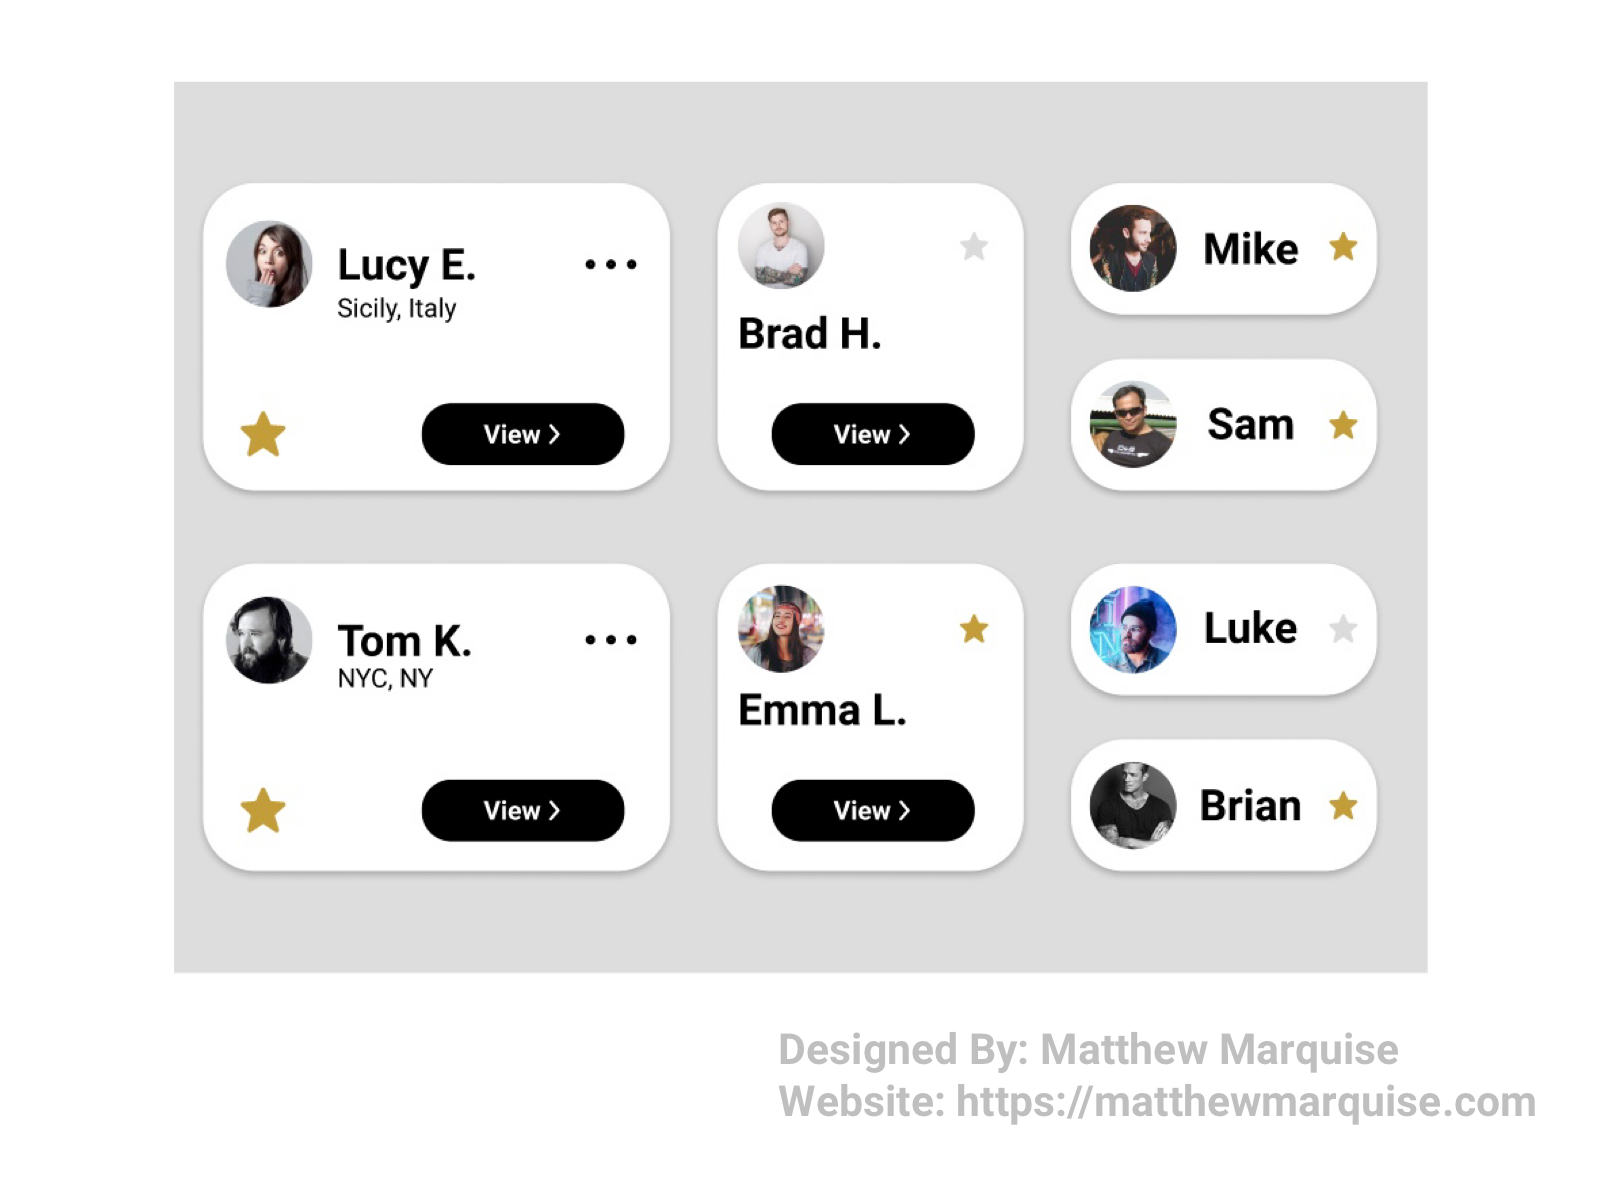 Lucy E.
Sicily, Italy
View
Brad H.
View
Mike
Sam
Tom K.
NYC, NY
View
Emma L.
View
Luke
Brian
Designed By: Matthew Marquise
Website: https://matthewmarquise.com